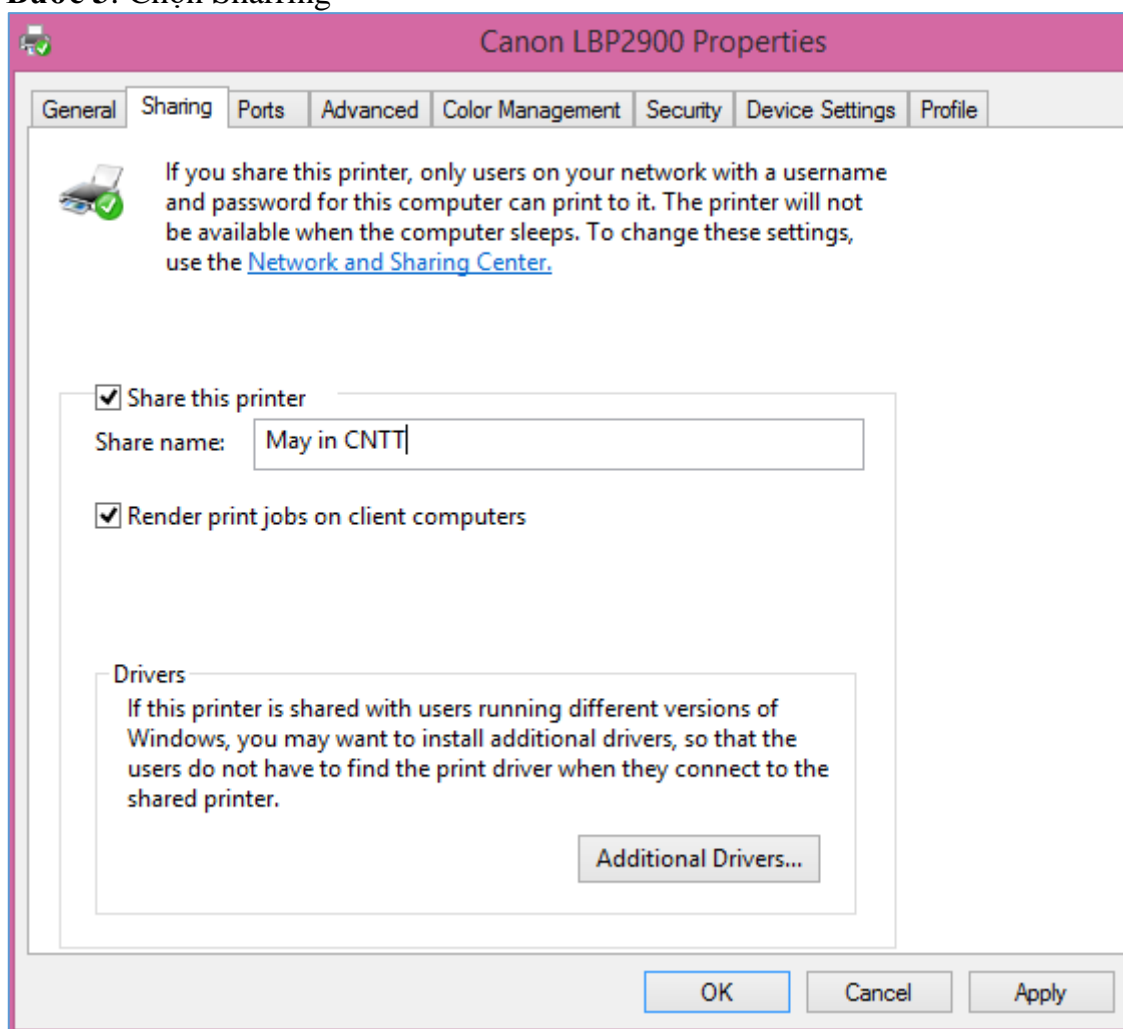 Bước 3: Chọn Sharring
Canon LBP2900 Properties
General Sharing Ports Advanced Color Management Security Device Settings Profile
If you share this printer, only users on your network with a username
and password for this computer can print to it. The printer will not
be available when the computer sleeps. To change these settings,
use the Network and Sharing Center.
Share this printer
Share name: May in CNTT
Render print jobs on client computers
Drivers
If this printer is shared with users running different versions of
Windows, you may want to install additional drivers, so that the
users do not have to find the print driver when they connect to the
shared printer.
Additional Drivers...
OK Cancel Apply